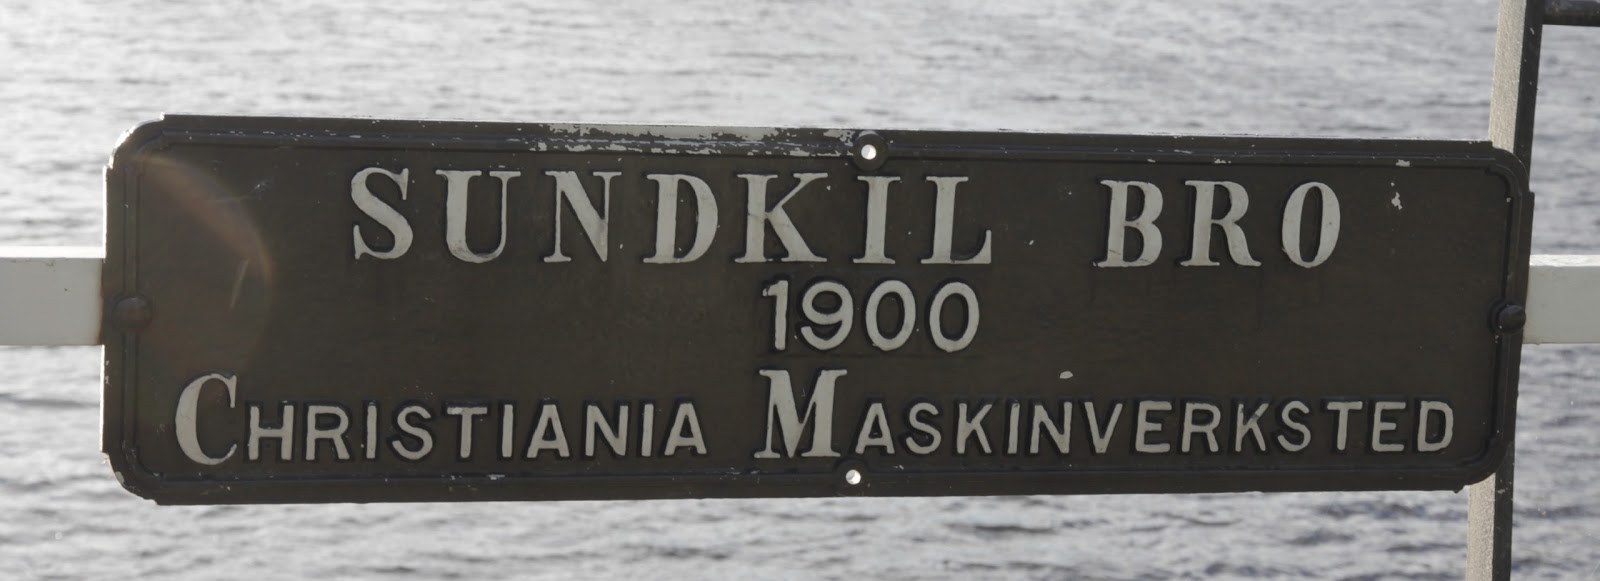 SUNDKIL BRO
1900
CHRISTIANIA MASKINVERKSTED